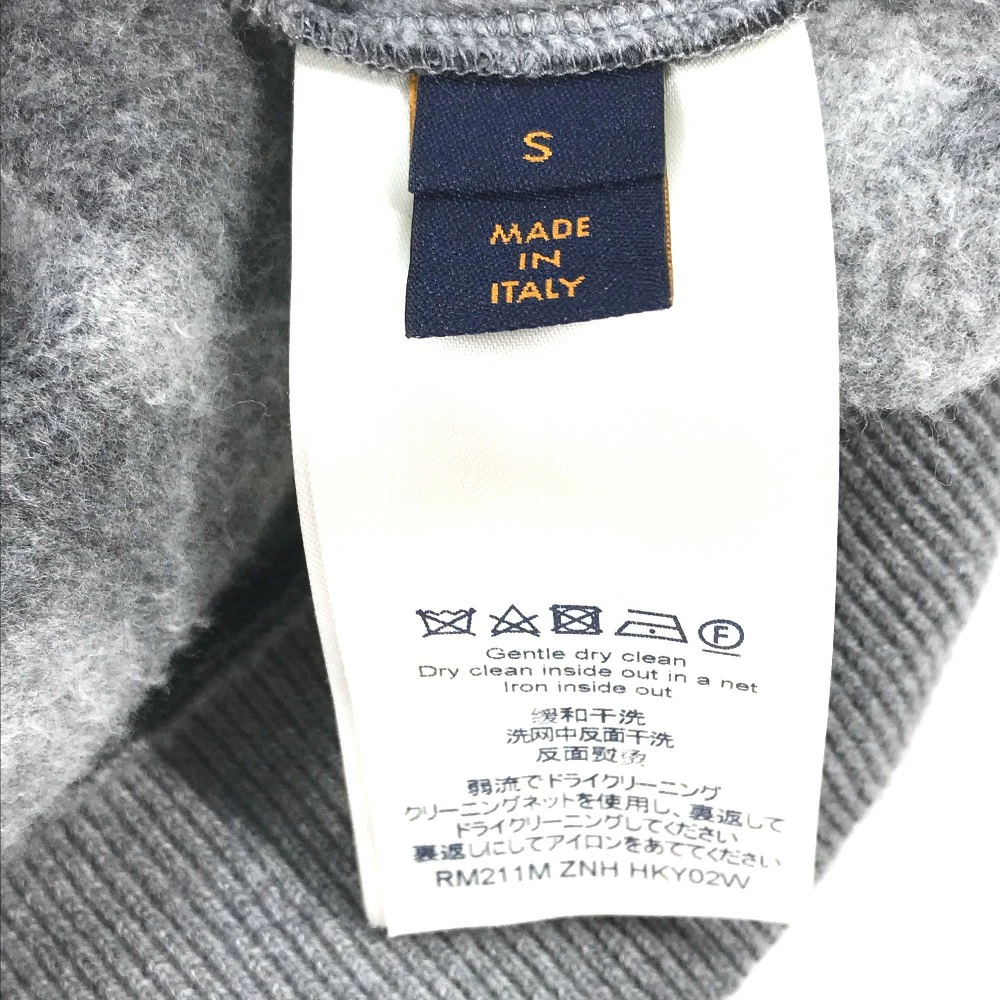 S
MADE
IN
ITALY
F
Gentle dry clean
Dry clean inside out in a net
Iron inside out
缓和干洗
洗网中反面干洗
反面熨烫
弱流でドライクリーニング
クリーニングネットを使用し、裏返して
ドライクリーニングしてください
裏返しにしてアイロンをあててください
RM211M ZNH HKY02W